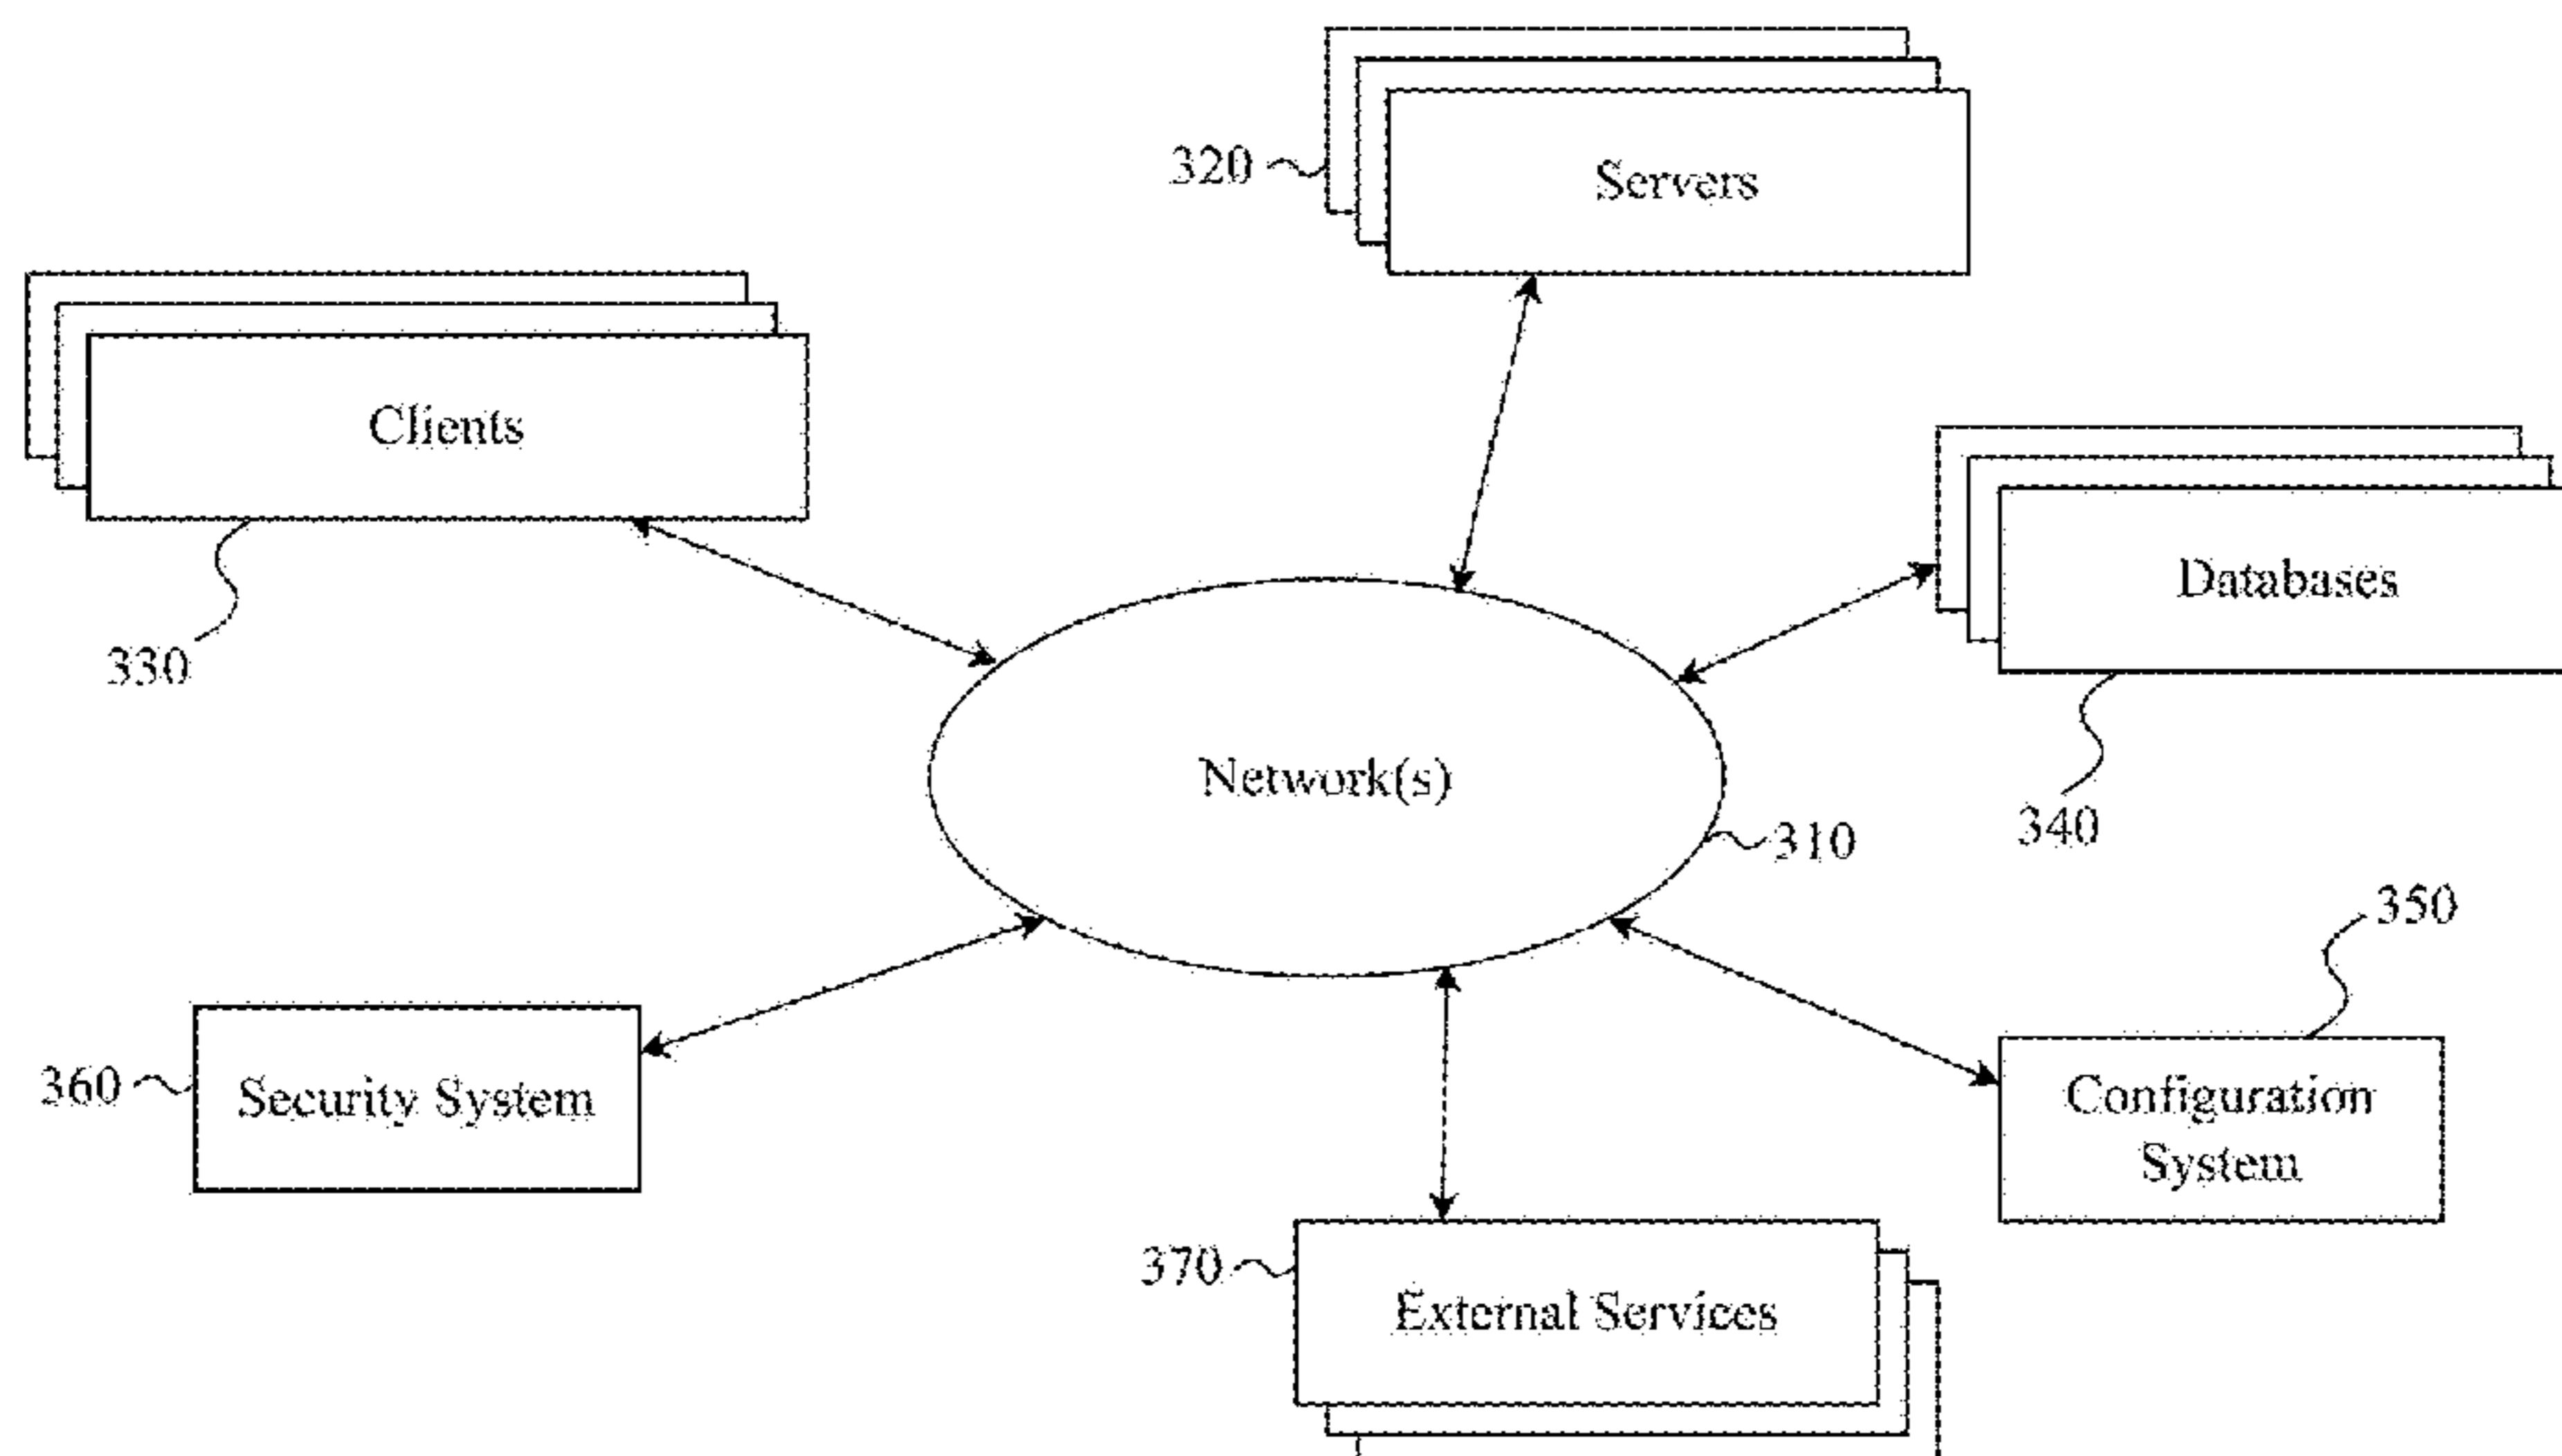 320
Servers
Clients
Databases
330
Network(s)
340
310
350
360
Security System
Configuration
System
370
External Services